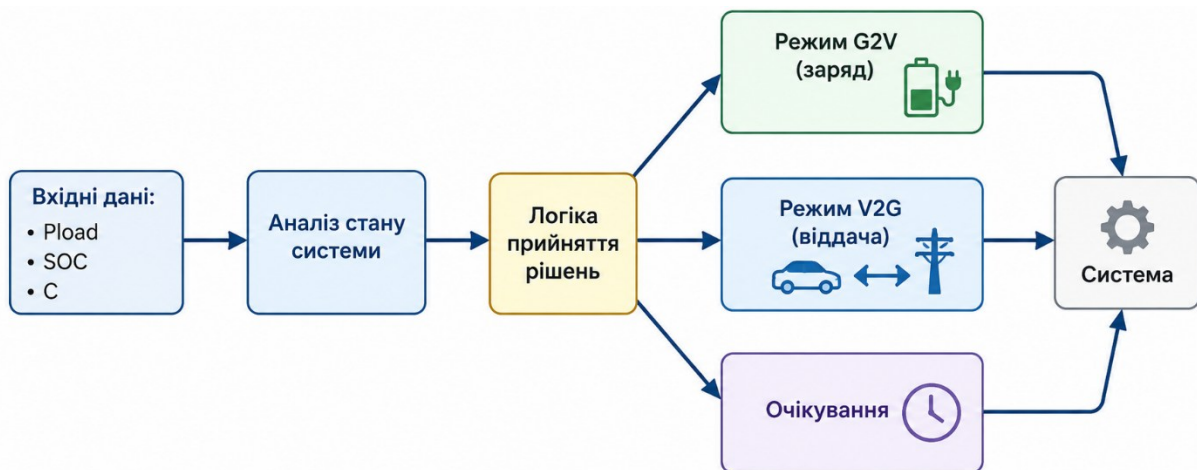 Вхідні дані:
• Pload
• SOC
• C
Аналіз стану
системи
Логіка
прийняття
рішень
Режим G2V
(заряд)
Режим V2G
(віддача)
Очікування
Система